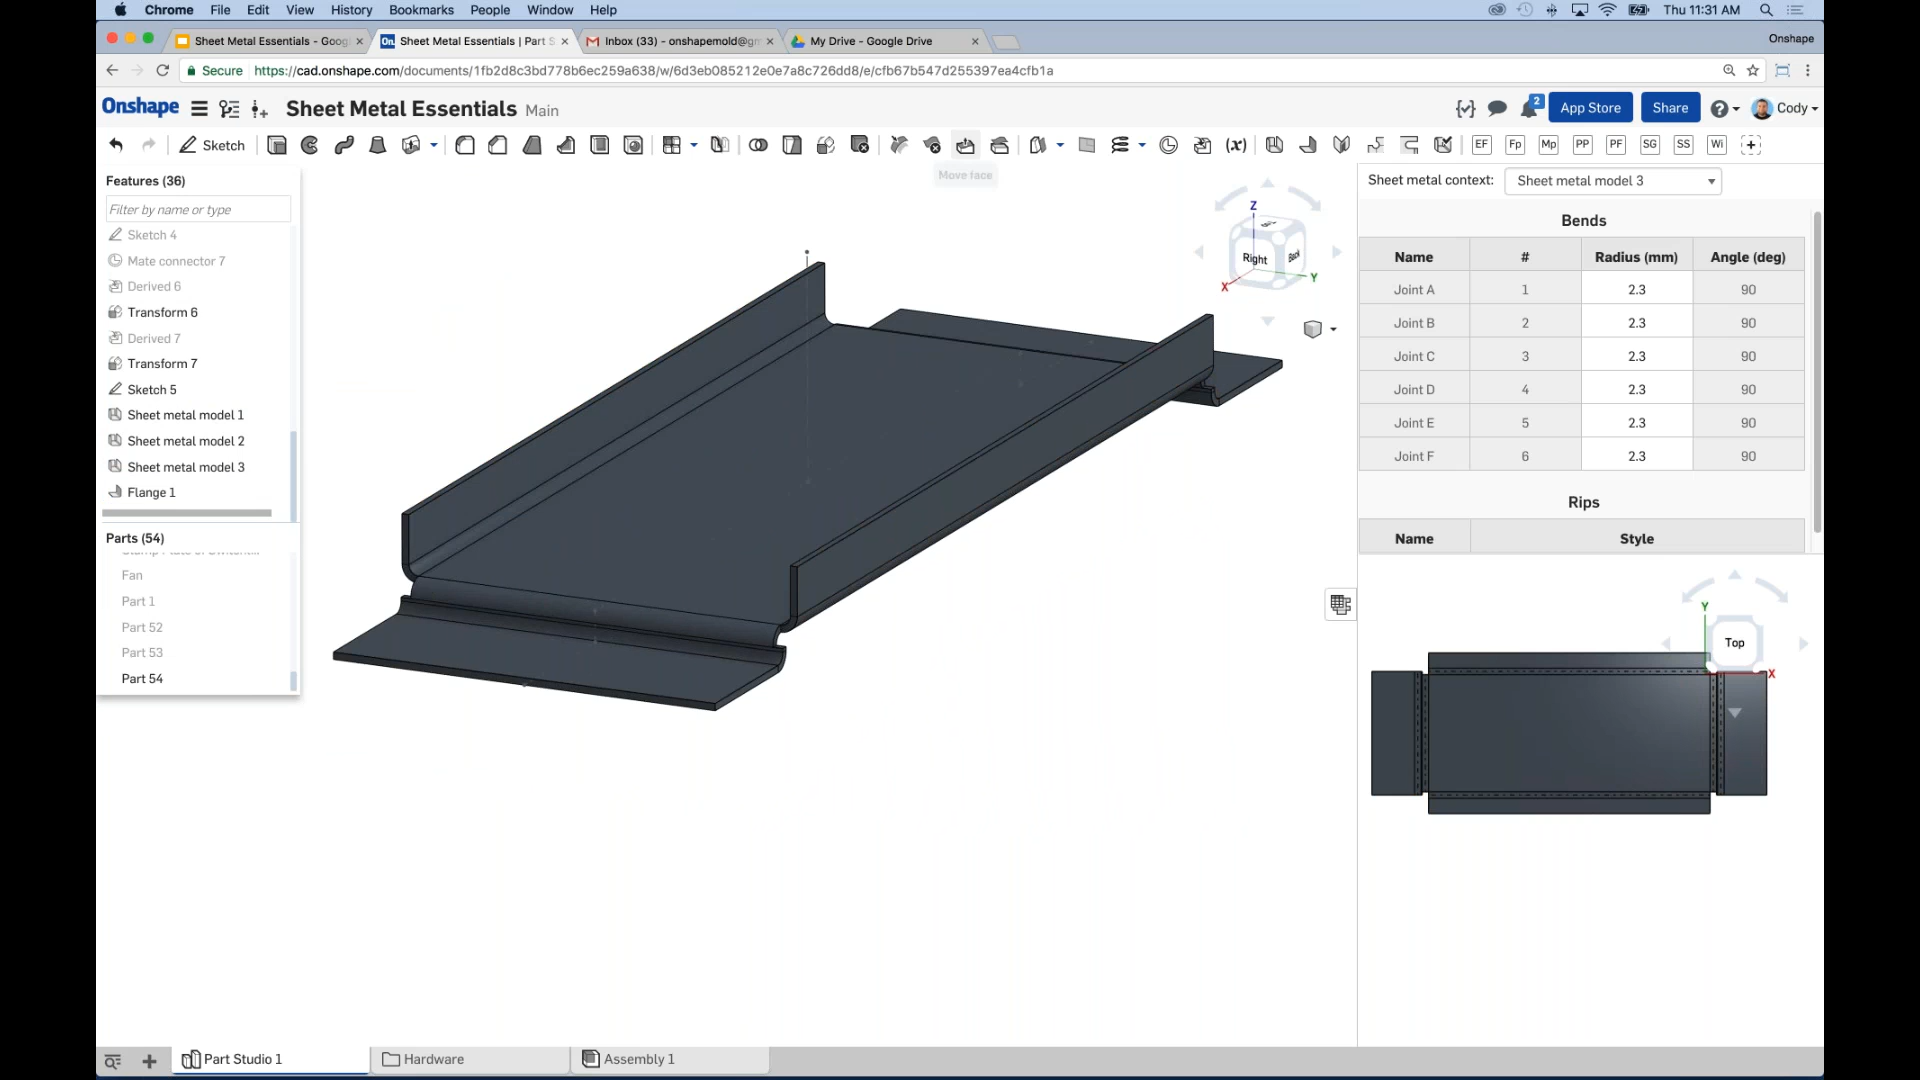 Chrome File Edit View History Bookmarks People Window Help Thu 11:31 AM
Sheet Metal Essentials - Goog
On. Sheet Metal Essentials | Part S
Inbox (33) - onshapemold@gm
My Drive - Google Drive
Onshape
Secure https://cad.onshape.com/documents/1fb2d8c3bd778b6ec259a638/w/6d3eb085212e0e7a8c726dd8/e/cfb67b547d255397ea4cfb1a
Onshape Sheet Metal Essentials Main 2 App Store Share Cody
Sketch (x) EF Fp Mp PP PF SG SS Wi
Move face
Features (36)
Filter by name or type
Sketch 4
Mate connector 7
Derived 6
Transform 6
Derived 7
Transform 7
Sketch 5
Sheet metal model 1
Sheet metal model 2
Sheet metal model 3
Flange 1
Parts (54)
Fan
Part 1
Part 52
Part 53
Part 54
Z
Right
Back
X
Y
Sheet metal context: Sheet metal model 3
Bends
Name # Radius (mm) Angle (deg)
Joint A 1 2.3 90
Joint B 2 2.3 90
Joint C 3 2.3 90
Joint D 4 2.3 90
Joint E 5 2.3 90
Joint F 6 2.3 90
Rips
Name Style
Y
Top
X
Part Studio 1
Hardware
Assembly 1